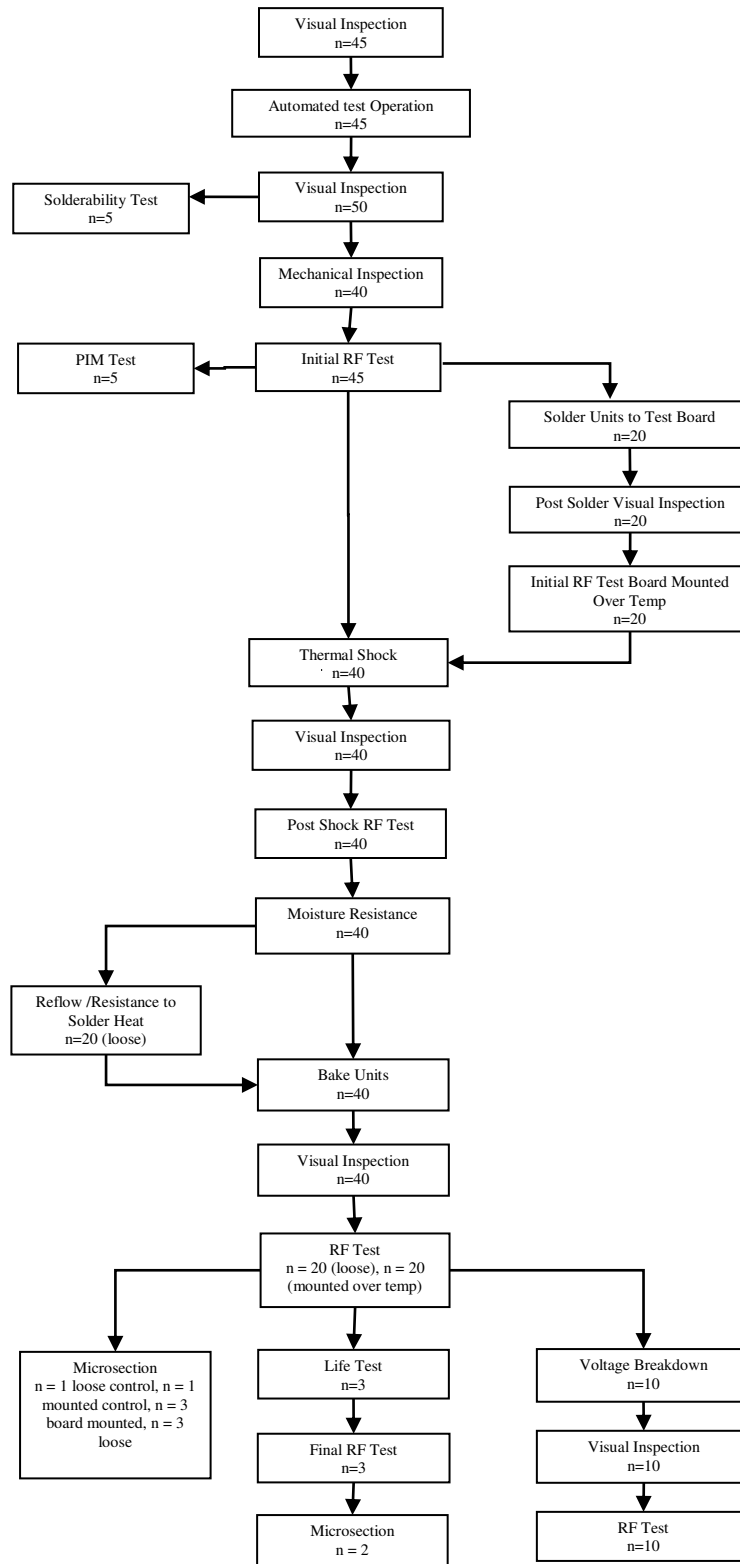 Visual Inspection
n=45
Automated test Operation
n=45
Visual Inspection
n=50
Solderability Test
n=5
Mechanical Inspection
n=40
PIM Test
n=5
Initial RF Test
n=45
Solder Units to Test Board
n=20
Post Solder Visual Inspection
n=20
Initial RF Test Board Mounted
Over Temp
n=20
Thermal Shock
n=40
Visual Inspection
n=40
Post Shock RF Test
n=40
Moisture Resistance
n=40
Reflow /Resistance to
Solder Heat
n=20 (loose)
Bake Units
n=40
Visual Inspection
n=40
RF Test
n = 20 (loose), n = 20
(mounted over temp)
Microsection
n = 1 loose control, n = 1
mounted control, n = 3
board mounted, n = 3
loose
Life Test
n=3
Final RF Test
n=3
Microsection
n = 2
Voltage Breakdown
n=10
Visual Inspection
n=10
RF Test
n=10